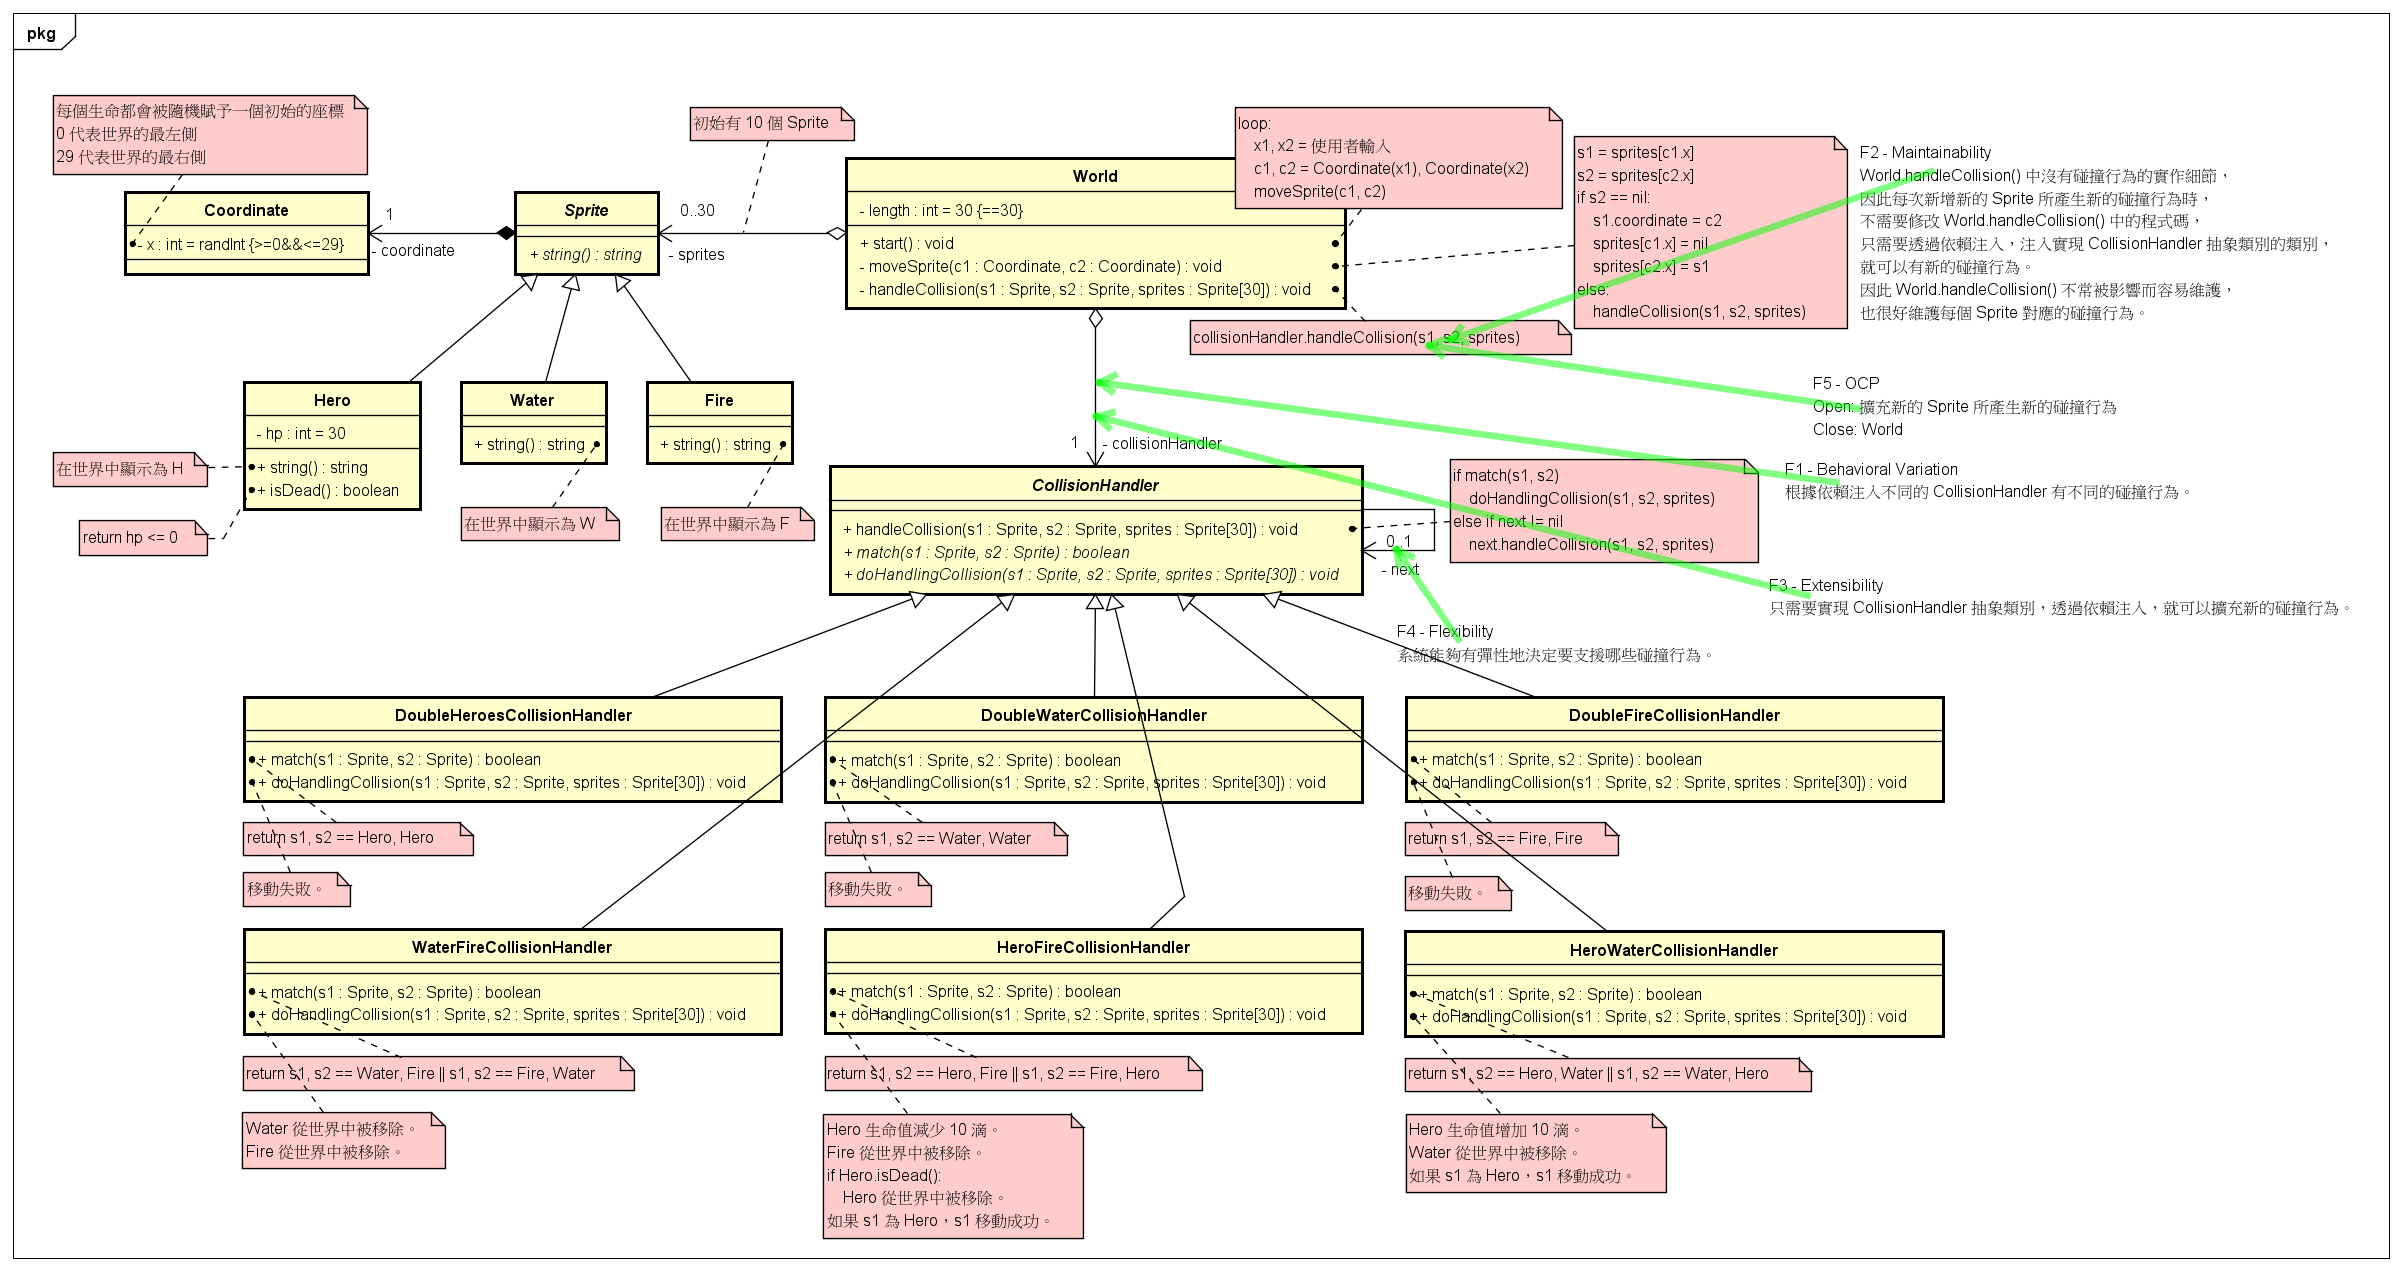 pkg
每個生命都會被隨機賦予一個初始的座標
0 代表世界的最左側
29 代表世界的最右側
Coordinate
- x : int = randInt {>=0&&<=29}
1
- coordinate
Sprite
+ string() : string
初始有 10 個 Sprite
0..30
- sprites
World
- length : int = 30 {==30}
+ start() : void
- moveSprite(c1 : Coordinate, c2 : Coordinate) : void
- handleCollision(s1 : Sprite, s2 : Sprite, sprites : Sprite[30]) : void
loop:
x1, x2 = 使用者輸入
c1, c2 = Coordinate(x1), Coordinate(x2)
moveSprite(c1, c2)
s1 = sprites[c1.x]
s2 = sprites[c2.x]
if s2 == nil:
s1.coordinate = c2
sprites[c1.x] = nil
sprites[c2.x] = s1
else:
handleCollision(s1, s2, sprites)
collisionHandler.handleCollision(s1, s2, sprites)
F2 - Maintainability
World.handleCollision() 中沒有碰撞行為的實作細節，
因此每次新增新的 Sprite 所產生新的碰撞行為時，
不需要修改 World.handleCollision() 中的程式碼，
只需要透過依賴注入，注入實現 CollisionHandler 抽象類別的類別，
就可以有新的碰撞行為。
因此 World.handleCollision() 不常被影響而容易維護，
也很好維護每個 Sprite 對應的碰撞行為。
F5 - OCP
Open: 擴充新的 Sprite 所產生新的碰撞行為
Close: World
F1 - Behavioral Variation
根據依賴注入不同的 CollisionHandler 有不同的碰撞行為。
F3 - Extensibility
只需要實現 CollisionHandler 抽象類別，透過依賴注入，就可以擴充新的碰撞行為。
F4 - Flexibility
系統能夠有彈性地決定要支援哪些碰撞行為。
Hero
- hp : int = 30
+ string() : string
+ isDead() : boolean
在世界中顯示為 H
return hp <= 0
Water
+ string() : string
在世界中顯示為 W
Fire
+ string() : string
在世界中顯示為 F
1
- collisionHandler
CollisionHandler
+ handleCollision(s1 : Sprite, s2 : Sprite, sprites : Sprite[30]) : void
+ match(s1 : Sprite, s2 : Sprite) : boolean
+ doHandlingCollision(s1 : Sprite, s2 : Sprite, sprites : Sprite[30]) : void
0..1
- next
if match(s1, s2)
doHandlingCollision(s1, s2, sprites)
else if next != nil
next.handleCollision(s1, s2, sprites)
DoubleHeroesCollisionHandler
+ match(s1 : Sprite, s2 : Sprite) : boolean
+ doHandlingCollision(s1 : Sprite, s2 : Sprite, sprites : Sprite[30]) : void
return s1, s2 == Hero, Hero
移動失敗。
DoubleWaterCollisionHandler
+ match(s1 : Sprite, s2 : Sprite) : boolean
+ doHandlingCollision(s1 : Sprite, s2 : Sprite, sprites : Sprite[30]) : void
return s1, s2 == Water, Water
移動失敗。
DoubleFireCollisionHandler
+ match(s1 : Sprite, s2 : Sprite) : boolean
+ doHandlingCollision(s1 : Sprite, s2 : Sprite, sprites : Sprite[30]) : void
return s1, s2 == Fire, Fire
移動失敗。
WaterFireCollisionHandler
+ match(s1 : Sprite, s2 : Sprite) : boolean
+ doHandlingCollision(s1 : Sprite, s2 : Sprite, sprites : Sprite[30]) : void
return s1, s2 == Water, Fire || s1, s2 == Fire, Water
Water 從世界中被移除。
Fire 從世界中被移除。
HeroFireCollisionHandler
+ match(s1 : Sprite, s2 : Sprite) : boolean
+ doHandlingCollision(s1 : Sprite, s2 : Sprite, sprites : Sprite[30]) : void
return s1, s2 == Hero, Fire || s1, s2 == Fire, Hero
Hero 生命值減少 10 滴。
Fire 從世界中被移除。
if Hero.isDead():
Hero 從世界中被移除。
如果 s1 為 Hero，s1 移動成功。
HeroWaterCollisionHandler
+ match(s1 : Sprite, s2 : Sprite) : boolean
+ doHandlingCollision(s1 : Sprite, s2 : Sprite, sprites : Sprite[30]) : void
return s1, s2 == Hero, Water || s1, s2 == Water, Hero
Hero 生命值增加 10 滴。
Water 從世界中被移除。
如果 s1 為 Hero，s1 移動成功。